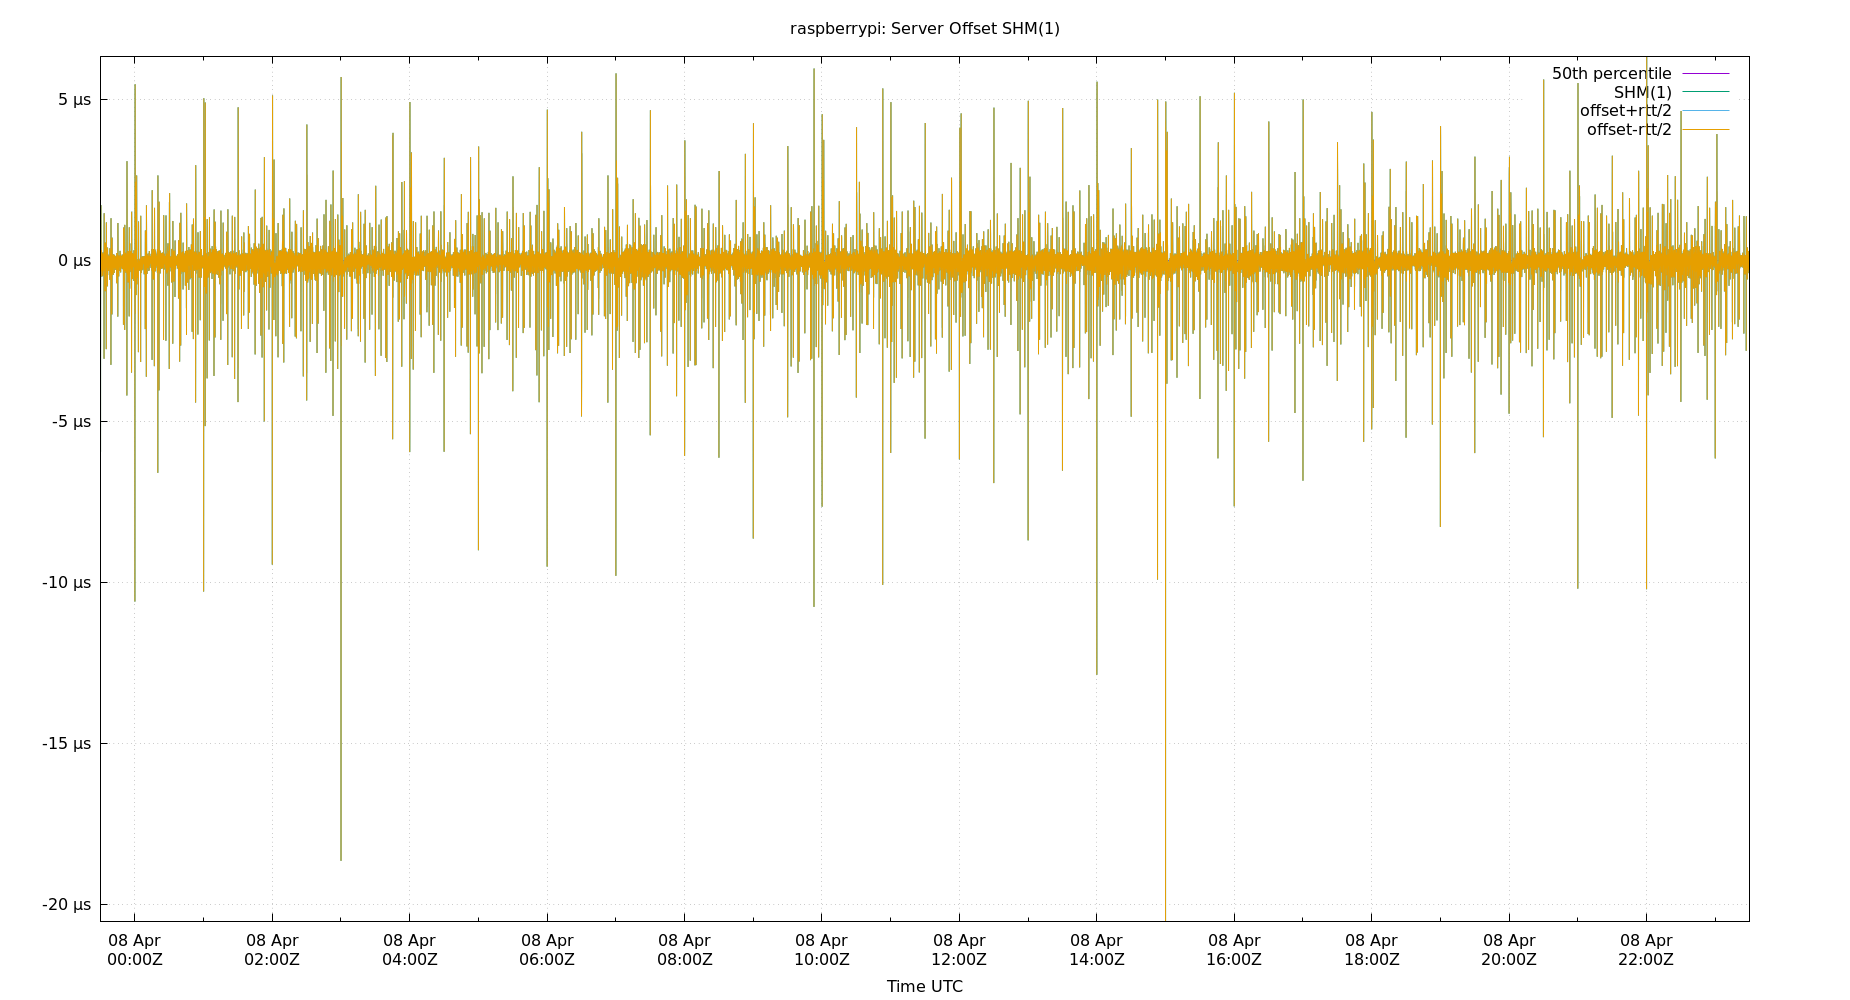 raspberrypi: Server Offset SHM(1)
50th percentile
SHM(1)
offset+rtt/2
offset-rtt/2
5 µs
0 µs
-5 µs
-10 µs
-15 µs
-20 µs
08 Apr 08 Apr 08 Apr 08 Apr 08 Apr 08 Apr 08 Apr 08 Apr 08 Apr 08 Apr 08 Apr 08 Apr
00:00Z 02:00Z 04:00Z 06:00Z 08:00Z 10:00Z 12:00Z 14:00Z 16:00Z 18:00Z 20:00Z 22:00Z
Time UTC